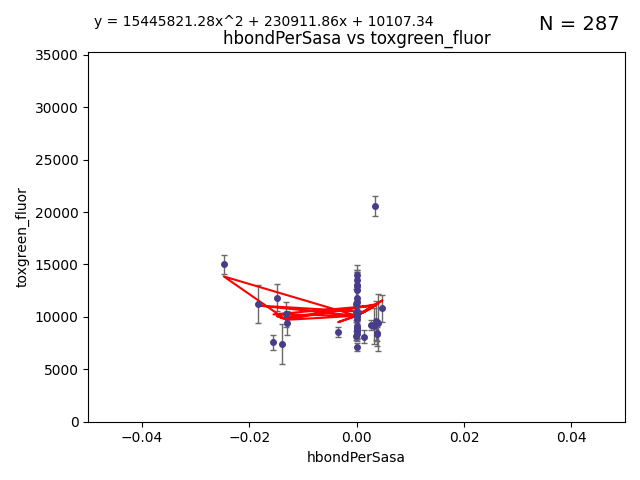 y = 15445821.28x^2 + 230911.86x + 10107.34
N = 287
hbondPerSasa vs toxgreen_fluor
35000
30000
25000
20000
15000
10000
5000
0
toxgreen_fluor
−0.04
−0.02
0.00
0.02
0.04
hbondPerSasa